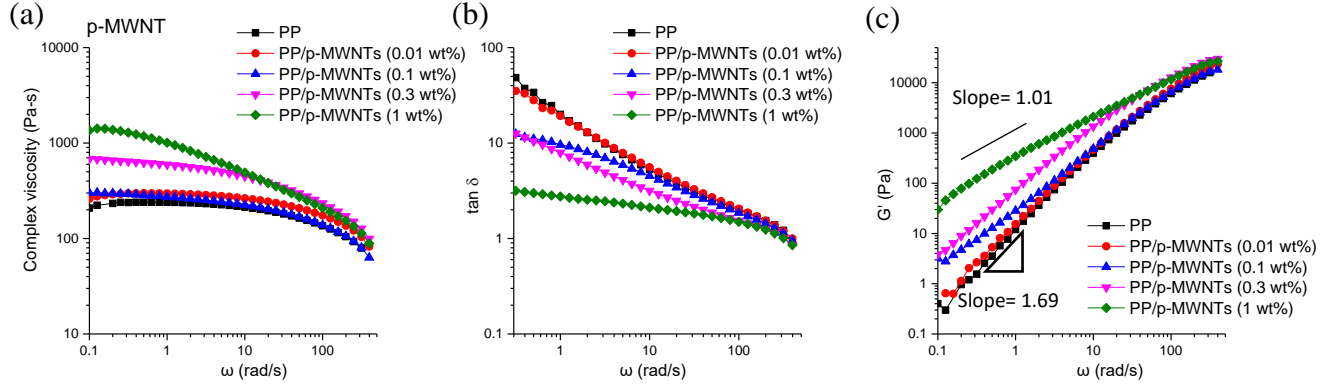 (a)
p-MWNT
PP
PP/p-MWNTs (0.01 wt%)
PP/p-MWNTs (0.1 wt%)
PP/p-MWNTs (0.3 wt%)
PP/p-MWNTs (1 wt%)
10000
1000
100
10
Complex viscosity (Pa-s)
0.1
1
10
100
ω (rad/s)
(b)
PP
PP/p-MWNTs (0.01 wt%)
PP/p-MWNTs (0.1 wt%)
PP/p-MWNTs (0.3 wt%)
PP/p-MWNTs (1 wt%)
100
10
1
0.1
tan δ
1
10
100
ω (rad/s)
(c)
10000
1000
100
10
1
0.1
G' (Pa)
Slope= 1.01
Slope= 1.69
PP
PP/p-MWNTs (0.01 wt%)
PP/p-MWNTs (0.1 wt%)
PP/p-MWNTs (0.3 wt%)
PP/p-MWNTs (1 wt%)
0.1
1
10
100
ω (rad/s)